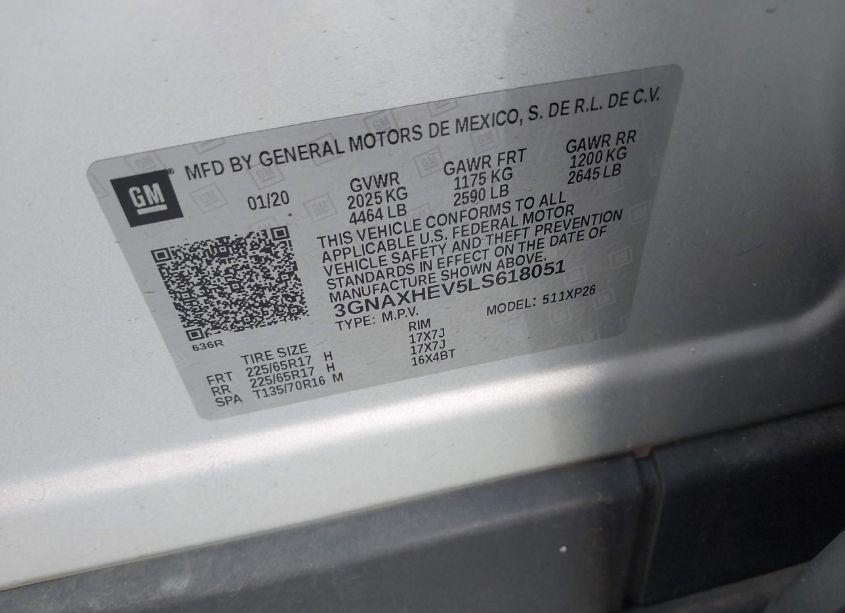 GM
MFD BY GENERAL MOTORS DE MEXICO, S. DE R.L. DE C.V.
01/20
GVWR
2025 KG
4464 LB
GAWR FRT
1175 KG
2590 LB
GAWR RR
1200 KG
2645 LB
THIS VEHICLE CONFORMS TO ALL
APPLICABLE U.S. FEDERAL MOTOR
VEHICLE SAFETY AND THEFT PREVENTION
STANDARDS IN EFFECT ON THE DATE OF
MANUFACTURE SHOWN ABOVE.
3GNAXHEV5LS618051
TYPE: M.P.V. MODEL: 511XP26
636R
TIRE SIZE RIM
FRT 225/65R17 H 17X7J
RR 225/65R17 H 17X7J
SPA T135/70R16 M 16X4BT